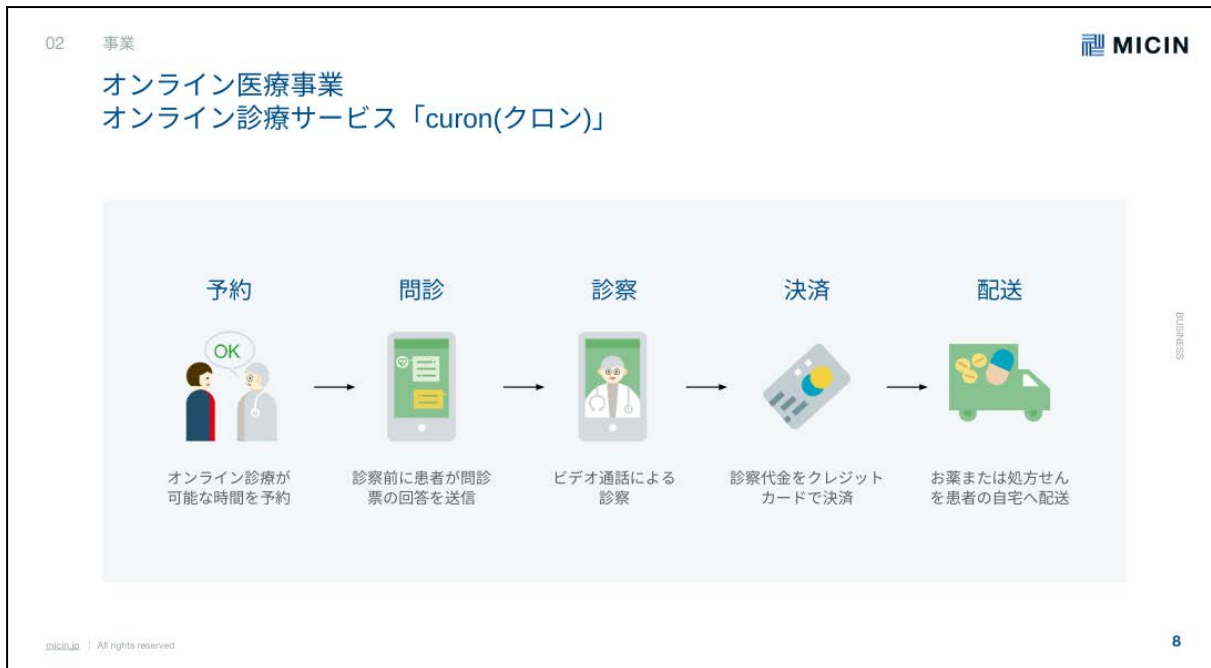 02 事業
MICIN
オンライン医療事業
オンライン診療サービス「curon(クロン)」
予約
問診
診察
決済
配送
OK
オンライン診療が
可能な時間を予約
診察前に患者が問診
票の回答を送信
ビデオ通話による
診察
診察代金をクレジット
カードで決済
お薬または処方せん
を患者の自宅へ配送
BUSINESS
micin.jp | All rights reserved
8